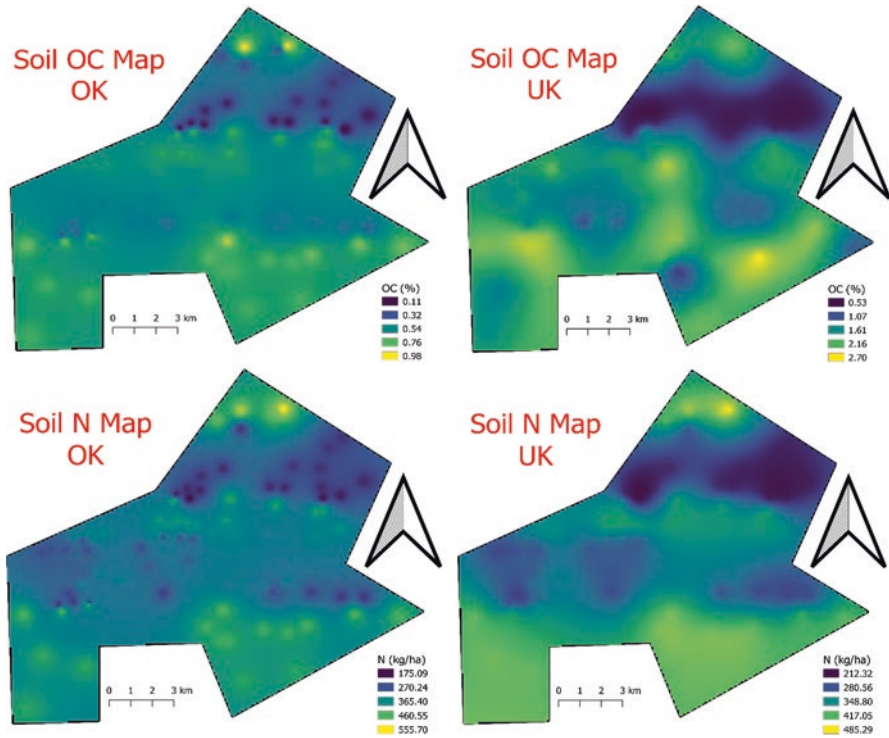 Soil OC Map
OK
OC (%)
0.11
0.32
0.54
0.76
0.98
0 1 2 3 km
Soil OC Map
UK
OC (%)
0.53
1.07
1.61
2.16
2.70
0 1 2 3 km
Soil N Map
OK
N (kg/ha)
175.09
270.24
365.40
460.55
555.70
0 1 2 3 km
Soil N Map
UK
N (kg/ha)
212.32
280.56
348.80
417.05
485.29
0 1 2 3 km